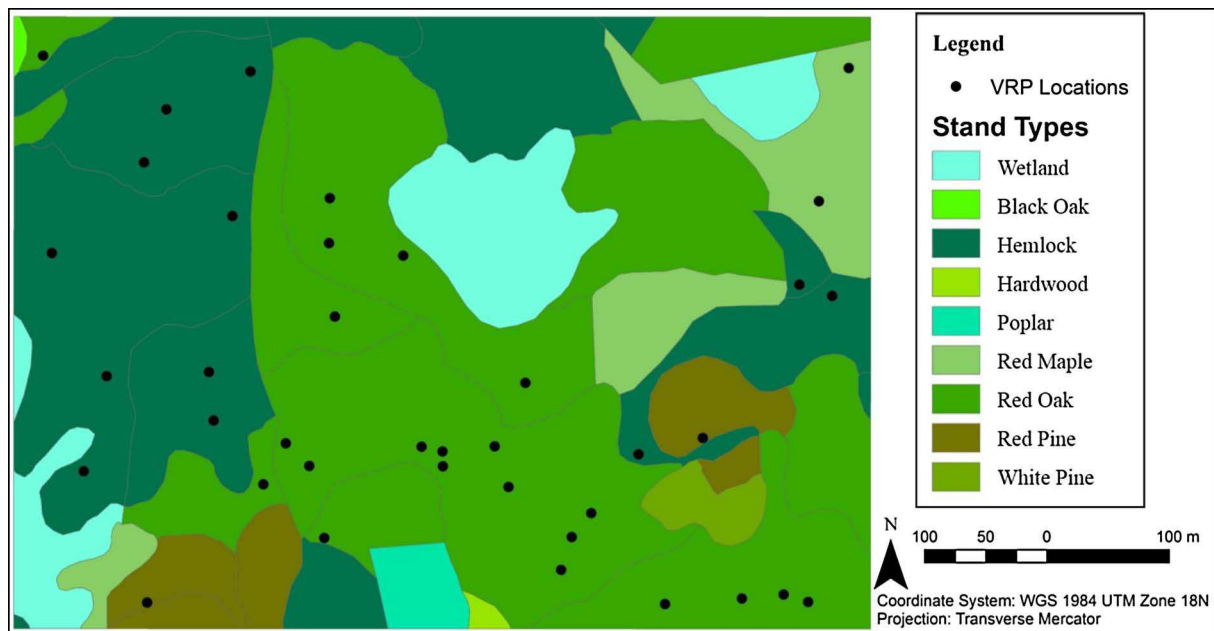 Legend
VRP Locations
Stand Types
Wetland
Black Oak
Hemlock
Hardwood
Poplar
Red Maple
Red Oak
Red Pine
White Pine
N
100 50 0 100 m
Coordinate System: WGS 1984 UTM Zone 18N
Projection: Transverse Mercator